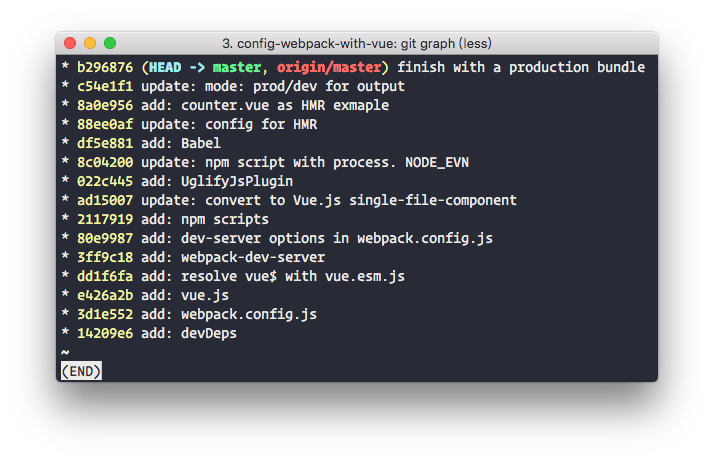 3. config-webpack-with-vue: git graph (less)
* b296876 (HEAD -> master, origin/master) finish with a production bundle
* c54e1f1 update: mode: prod/dev for output
* 8a0e956 add: counter.vue as HMR exmaple
* 88ee0af update: config for HMR
* df5e881 add: Babel
* 8c04200 update: npm script with process. NODE_EVN
* 022c445 add: UglifyJsPlugin
* ad15007 update: convert to Vue.js single-file-component
* 2117919 add: npm scripts
* 80e9987 add: dev-server options in webpack.config.js
* 3ff9c18 add: webpack-dev-server
* dd1f6fa add: resolve vue$ with vue.esm.js
* e426a2b add: vue.js
* 3d1e552 add: webpack.config.js
* 14209e6 add: devDeps
~
(END)